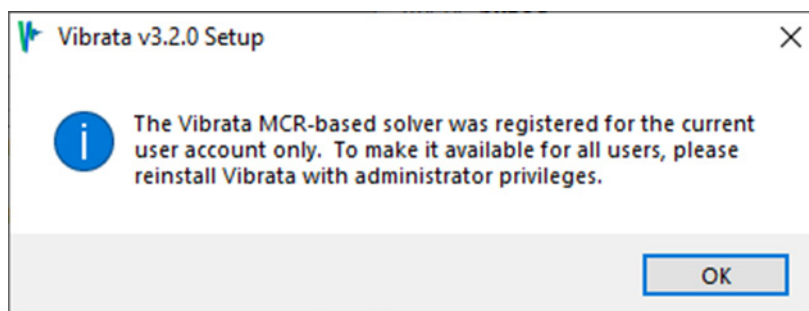 Vibrata v3.2.0 Setup
The Vibrata MCR-based solver was registered for the current
user account only.  To make it available for all users, please
reinstall Vibrata with administrator privileges.
OK